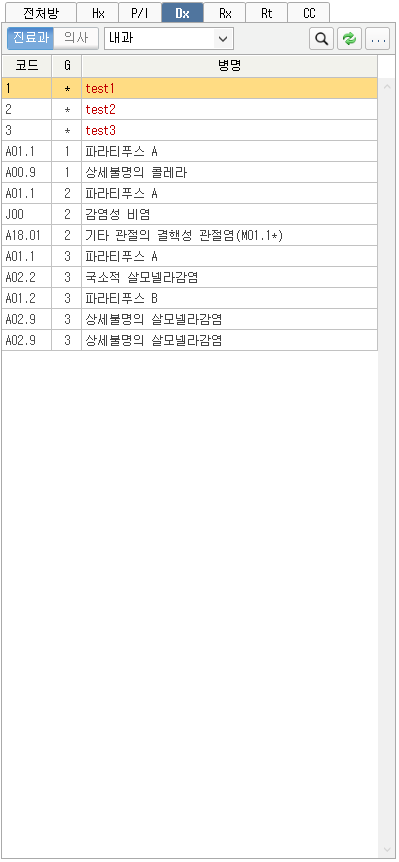 전처방 Hx P/I Dx Rx Rt CC
진료과 의사 내과 ...
코드 G 병명
1 * test1
2 * test2
3 * test3
A01.1 1 파라티푸스 A
A00.9 1 상세불명의 콜레라
A01.1 2 파라티푸스 A
J00 2 감염성 비염
A18.01 2 기타 관절의 결핵성 관절염(M01.1*)
A01.1 3 파라티푸스 A
A02.2 3 국소적 살모넬라감염
A01.2 3 파라티푸스 B
A02.9 3 상세불명의 살모넬라감염
A02.9 3 상세불명의 살모넬라감염